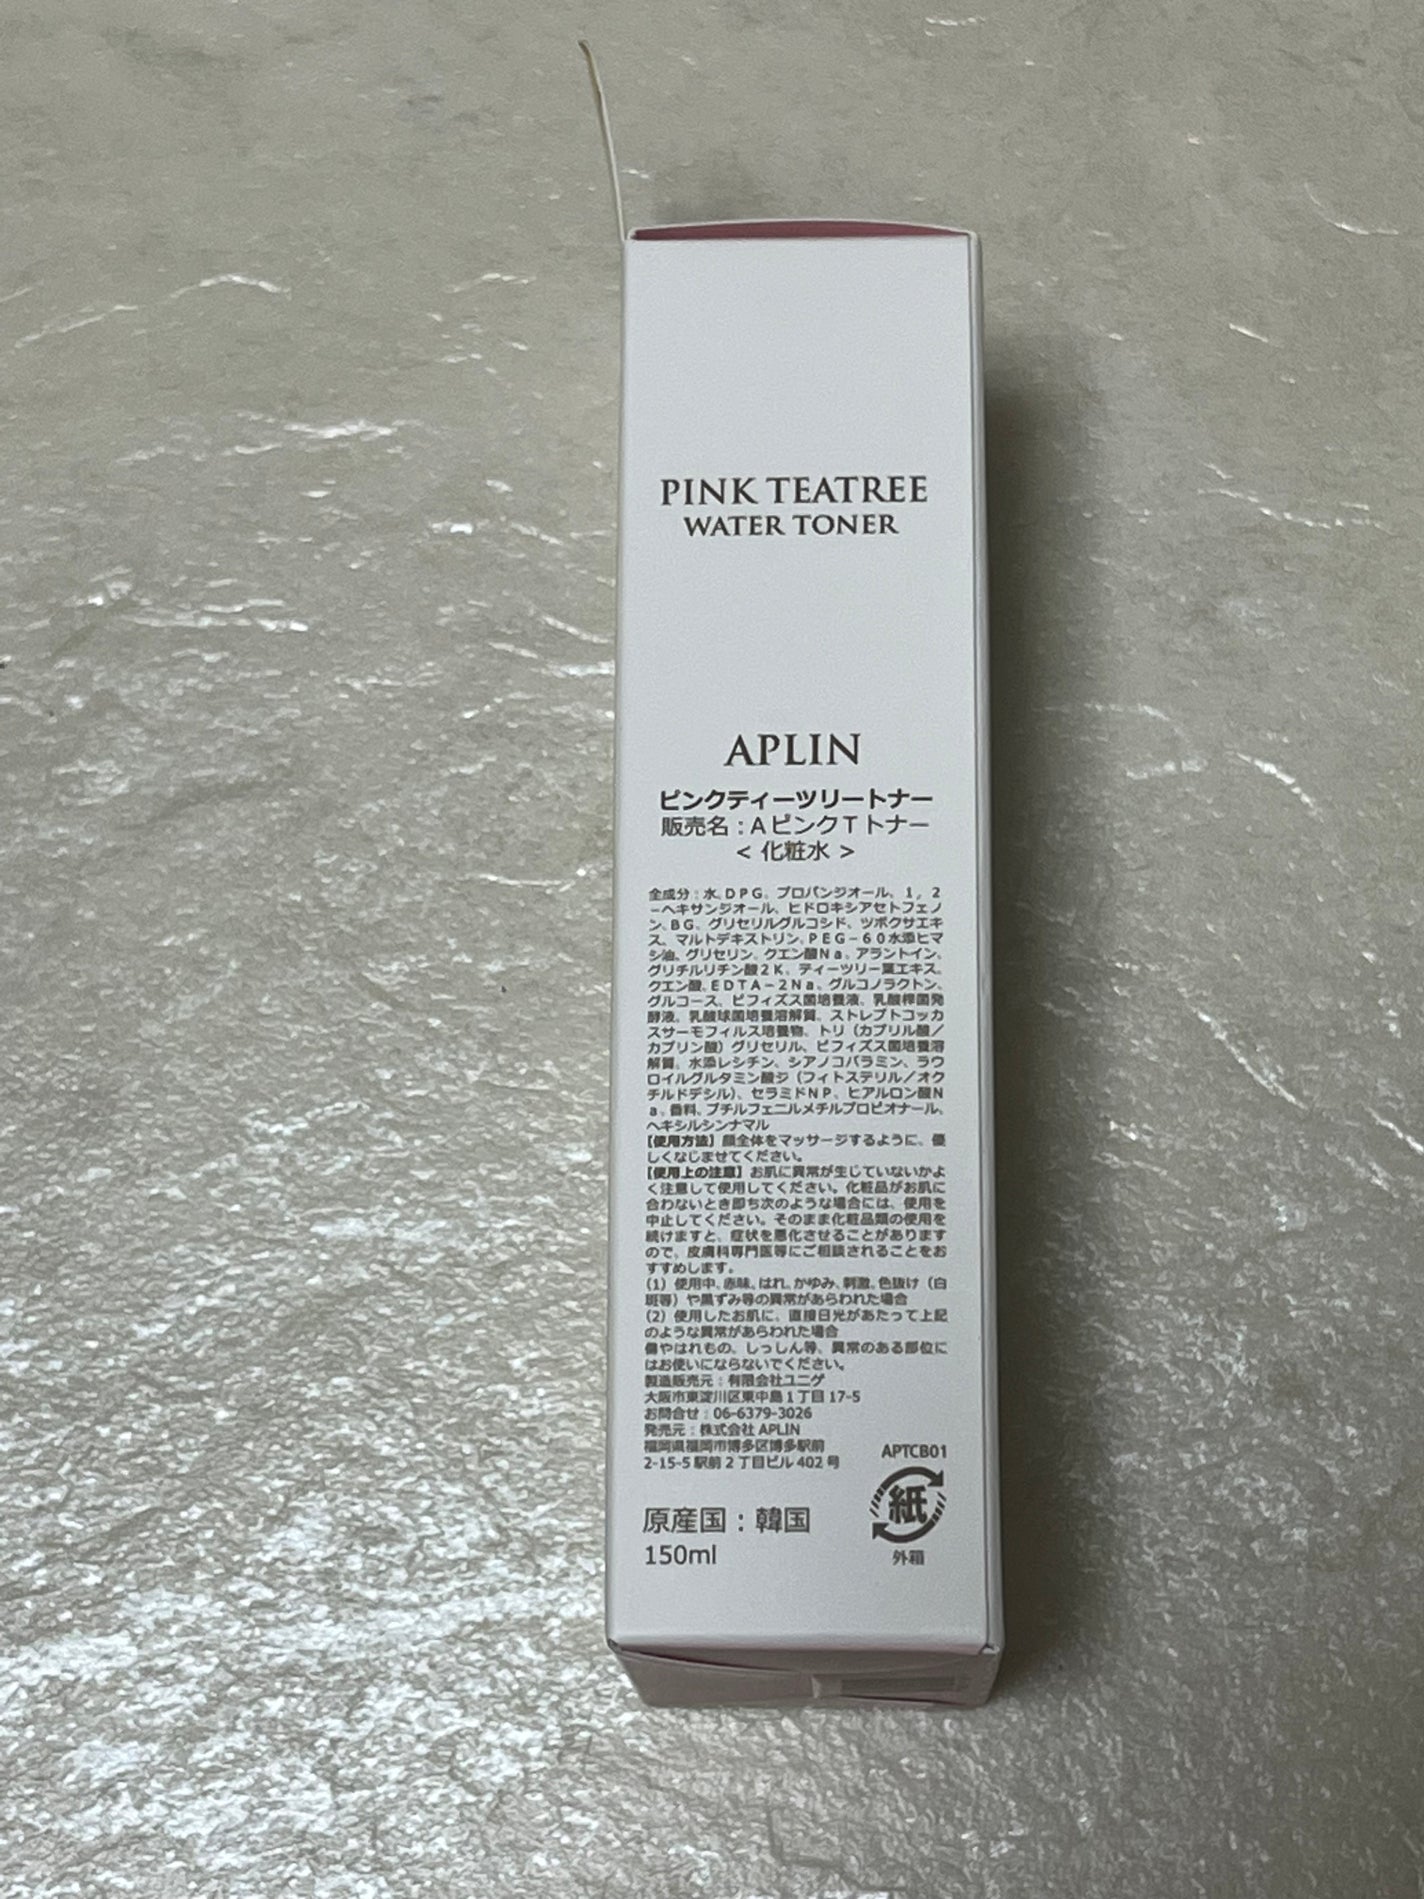 PINK TEATREE
WATER TONER
APLIN
ピンクティーツリートナー
販売名：AピンクTトナー
< 化粧水 >
全成分：水、DPG、プロパンジオール、1，2
－ヘキサンジオール、ヒドロキシアセトフェノ
ン、BG、グリセリルグルコシド、ツボクサエキ
ス、マルトデキストリン、PEG－60水添ヒマ
シ油、グリセリン、クエン酸Na、アラントイン、
グリチルリチン酸2K、ティーツリー葉エキス、
クエン酸、EDTA－2Na、グルコノラクトン、
グルコース、ビフィズス菌培養液、乳酸桿菌発
酵液、乳酸球菌培養溶解質、ストレプトコッカ
スサーモフィルス培養物、トリ（カプリル酸／
カプリン酸）グリセリル、ビフィズス菌培養溶
解質、水添レシチン、シアノコバラミン、ラウ
ロイルグルタミン酸ジ（フィトステリル／オク
チルドデシル）、セラミドNP、ヒアルロン酸N
a、香料、ブチルフェニルメチルプロピオナール、
ヘキシルシンナマル
【使用方法】顔全体をマッサージするように、優
しくなじませてください。
【使用上の注意】お肌に異常が生じていないかよ
く注意して使用してください。化粧品がお肌に
合わないとき即ち次のような場合には、使用を
中止してください。そのまま化粧品類の使用を
続けますと、症状を悪化させることがあります
ので、皮膚科専門医等にご相談されることをお
すすめします。
（1）使用中、赤味、はれ、かゆみ、刺激、色抜け（白
斑等）や黒ずみ等の異常があらわれた場合
（2）使用したお肌に、直接日光があたって上記
のような異常があらわれた場合
傷やはれもの、しっしん等、異常のある部位に
はお使いにならないでください。
製造販売元：有限会社ユニゲ
大阪市東淀川区東中島1丁目17-5
お問合せ：06-6379-3026
発売元：株式会社 APLIN
福岡県福岡市博多区博多駅前
2-15-5 駅前2丁目ビル 402 号
APTCB01
紙
外箱
原産国：韓国
150ml